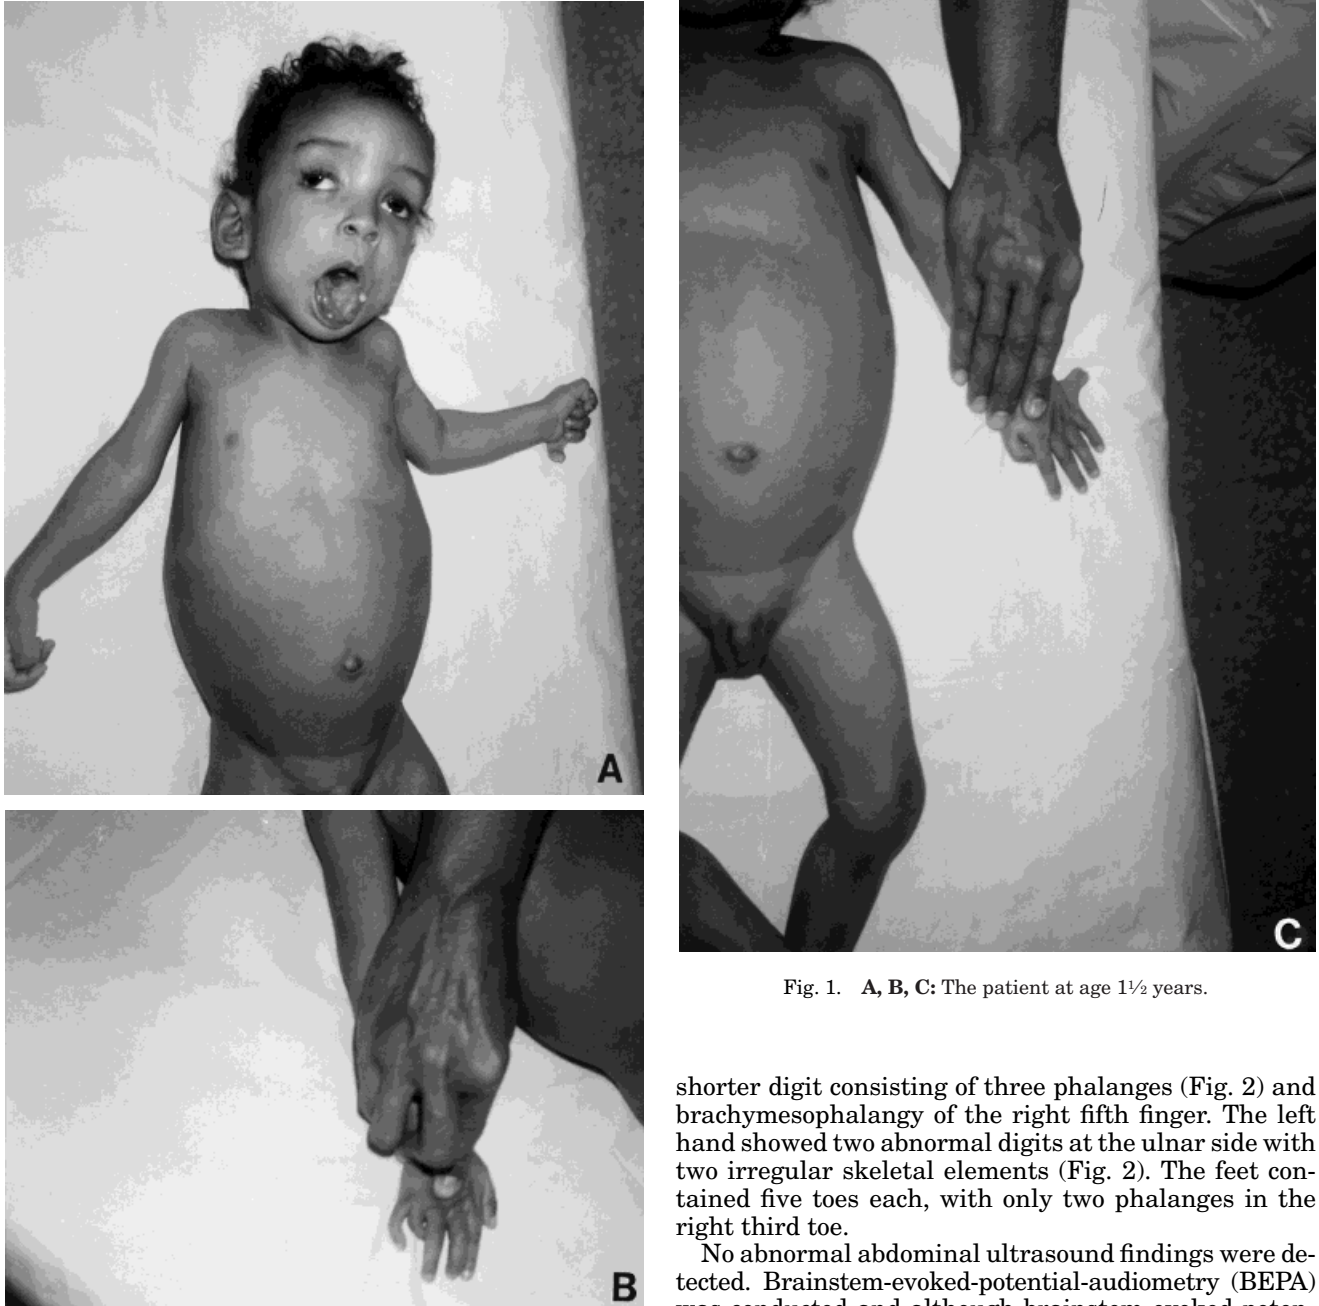 A
B
C
Fig. 1. A, B, C: The patient at age 1½ years.
shorter digit consisting of three phalanges (Fig. 2) and
brachymesophalangy of the right fifth finger. The left
hand showed two abnormal digits at the ulnar side with
two irregular skeletal elements (Fig. 2). The feet con-
tained five toes each, with only two phalanges in the
right third toe.
No abnormal abdominal ultrasound findings were de-
tected. Brainstem-evoked-potential-audiometry (BEPA)